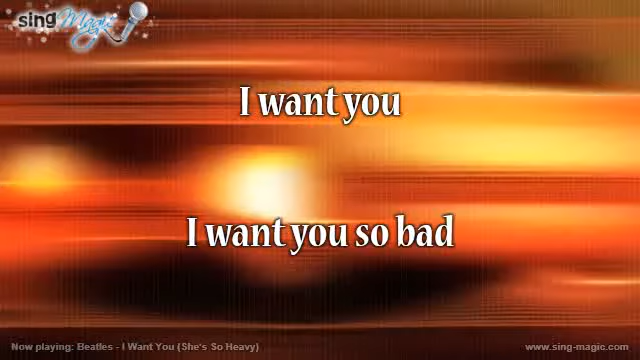 sing Magic
I want you
I want you so bad
Now playing: Beatles - I Want You (She's So Heavy)
www.sing-magic.com